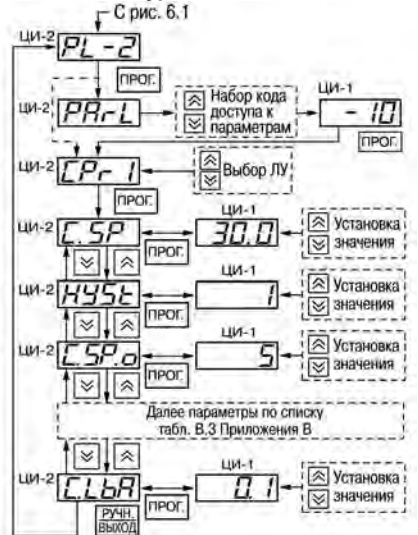 С рис. 6.1
ЦИ-2 PL-2
ПРОГ.
ЦИ-2 PArL Набор кода доступа к параметрам ЦИ-1 - 10
ПРОГ.
ЦИ-2 CPr 1 Выбор ЛУ
ПРОГ.
ЦИ-2 C.SP ПРОГ. ЦИ-1 30.0 Установка значения
ЦИ-2 HYSt ПРОГ. ЦИ-1 1 Установка значения
ЦИ-2 C.SP.o ПРОГ. ЦИ-1 5 Установка значения
Далее параметры по списку
табл. В.3 Приложения В
ЦИ-2 C.LbA ПРОГ. ЦИ-1 0.1 Установка значения
РУЧН.
ВЫХОД